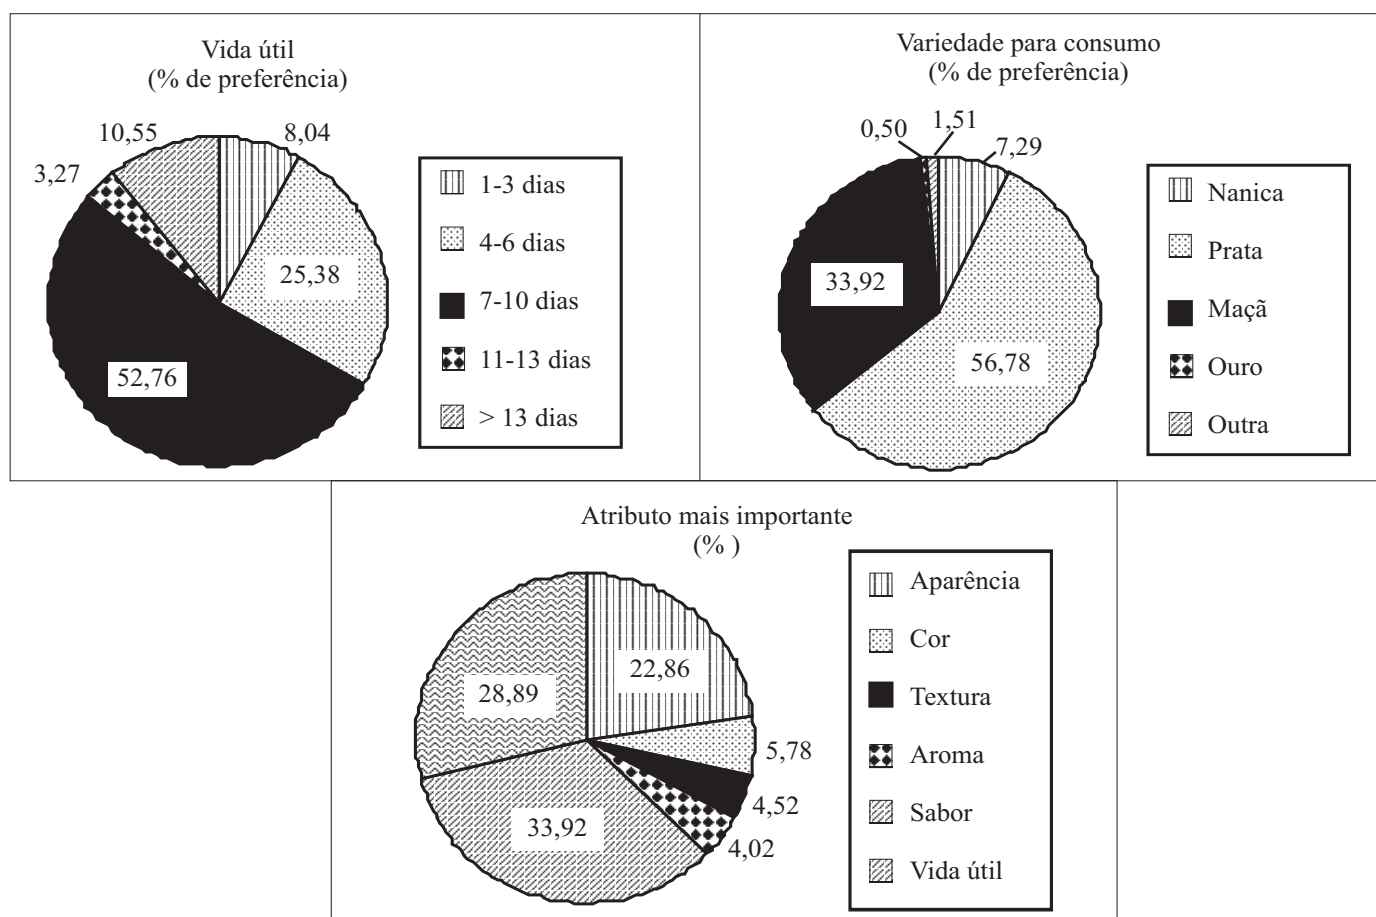 Vida útil
(% de preferência)
10,55
8,04
3,27
25,38
52,76
1-3 dias
4-6 dias
7-10 dias
11-13 dias
> 13 dias
Variedade para consumo
(% de preferência)
0,50
1,51
7,29
33,92
56,78
Nanica
Prata
Maçã
Ouro
Outra
Atributo mais importante
(% )
22,86
28,89
5,78
4,52
33,92
4,02
Aparência
Cor
Textura
Aroma
Sabor
Vida útil